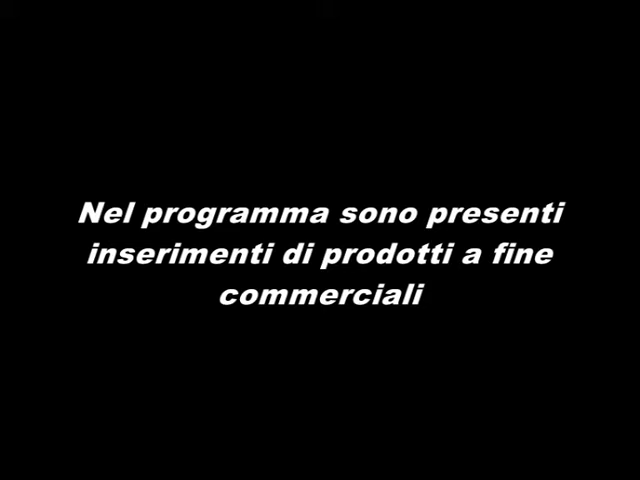 Nel programma sono presenti
inserimenti di prodotti a fine
commerciali